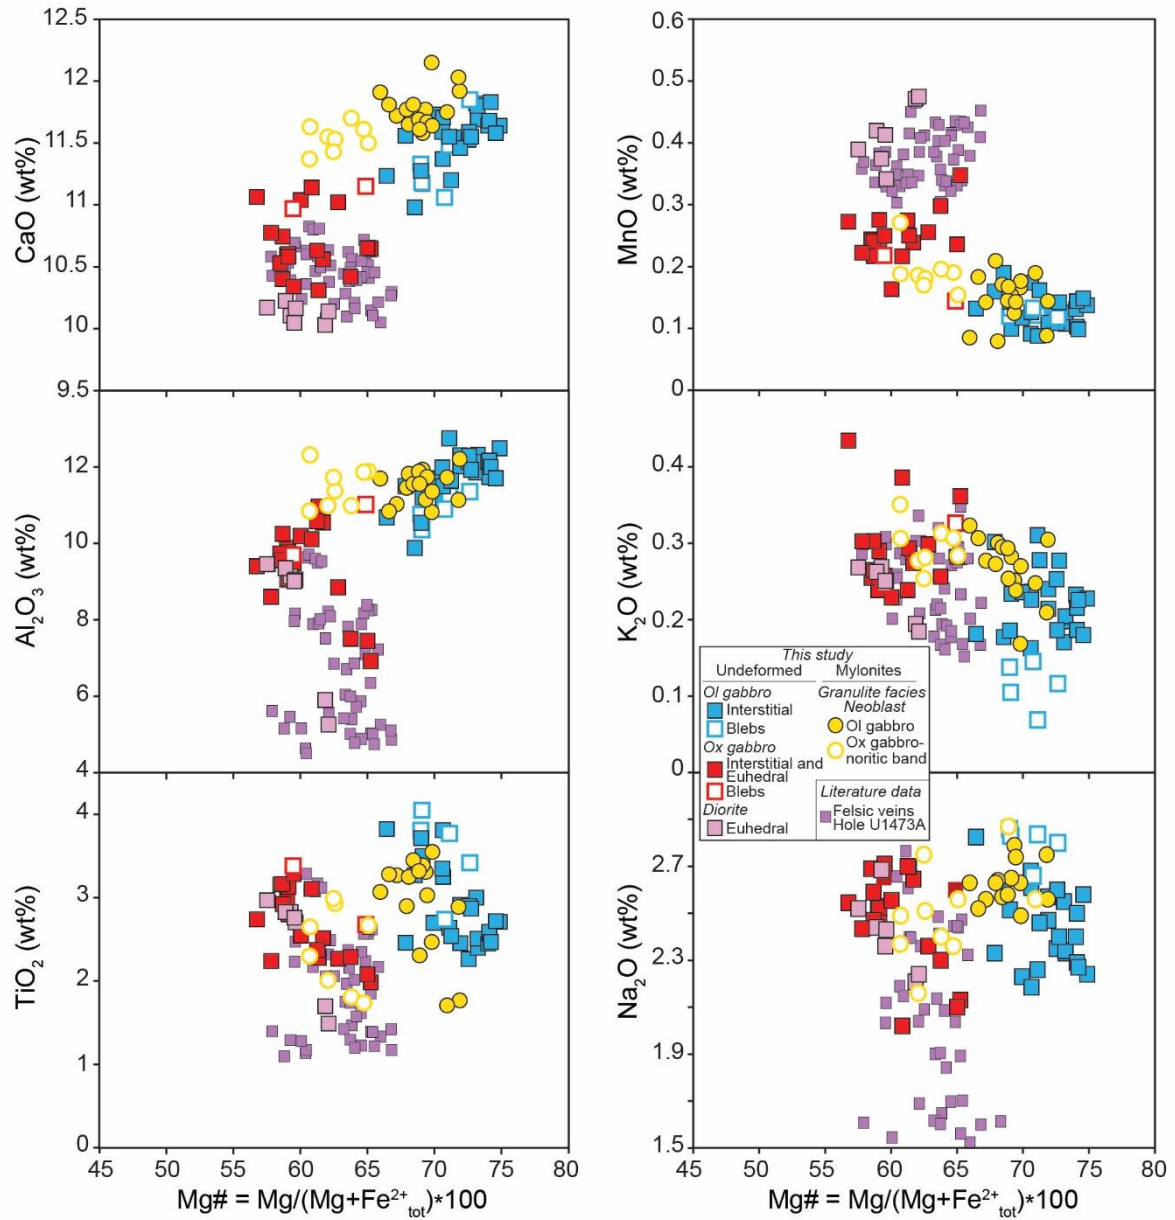 12.5
12
11.5
11
10.5
10
9.5
CaO (wt%)
0.6
0.5
0.4
0.3
0.2
0.1
0
MnO (wt%)
12
10
8
6
4
Al₂O₃ (wt%)
0.4
0.3
0.2
0.1
0
K₂O (wt%)
This study
Undeformed Mylonites
Ol gabbro
Interstitial
Blebs
Ox gabbro
Interstitial and
Euhedral
Blebs
Diorite
Euhedral
Granulite facies
Neoblast
Ol gabbro
Ox gabbro-
noritic band
Literature data
Felsic veins
Hole U1473A
4
3
2
1
0
TiO₂ (wt%)
2.7
2.3
1.9
1.5
Na₂O (wt%)
45 50 55 60 65 70 75 80
Mg# = Mg/(Mg+Fe²⁺tot)*100
45 50 55 60 65 70 75 80
Mg# = Mg/(Mg+Fe²⁺tot)*100